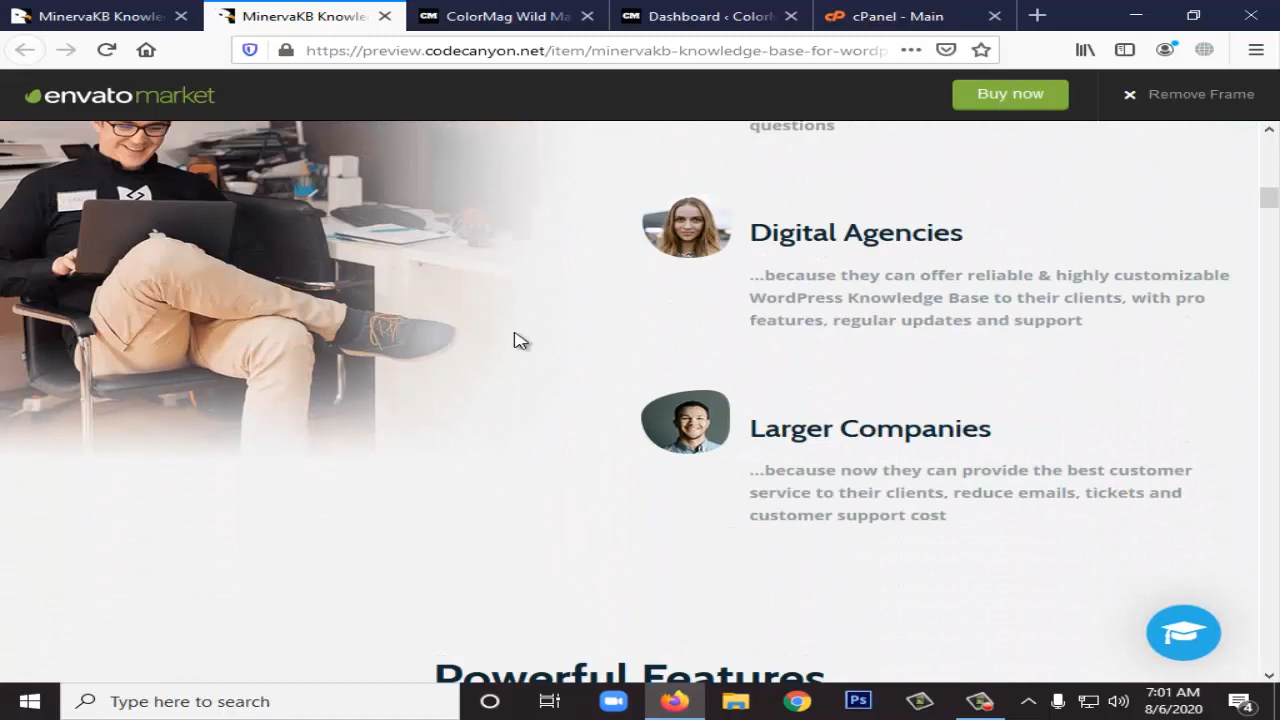 MinervaKB Knowle
MinervaKB Knowle
ColorMag Wild Ma
Dashboard ‹ Color
cPanel - Main
https://preview.codecanyon.net/item/minervakb-knowledge-base-for-wordp
envato market
Buy now
Remove Frame
questions
Digital Agencies
...because they can offer reliable & highly customizable
WordPress Knowledge Base to their clients, with pro
features, regular updates and support
Larger Companies
...because now they can provide the best customer
service to their clients, reduce emails, tickets and
customer support cost
Powerful Features
Type here to search
7:01 AM
8/6/2020